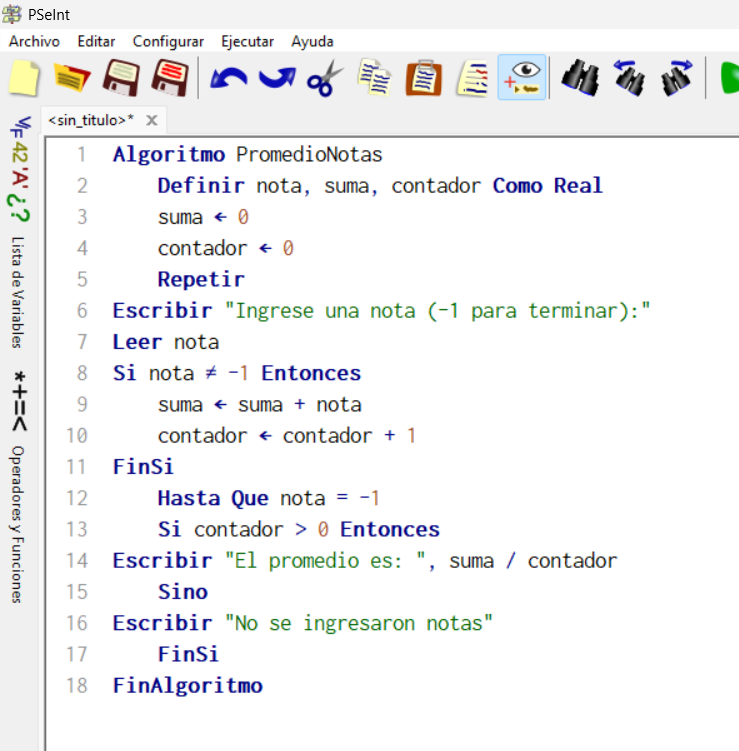 PSeInt
Archivo Editar Configurar Ejecutar Ayuda
<sin_titulo>*
1 Algoritmo PromedioNotas
2 Definir nota, suma, contador Como Real
3 suma ← 0
4 contador ← 0
5 Repetir
6 Escribir "Ingrese una nota (-1 para terminar):"
7 Leer nota
8 Si nota ≠ -1 Entonces
9 suma ← suma + nota
10 contador ← contador + 1
11 FinSi
12 Hasta Que nota = -1
13 Si contador > 0 Entonces
14 Escribir "El promedio es: ", suma / contador
15 Sino
16 Escribir "No se ingresaron notas"
17 FinSi
18 FinAlgoritmo
V/F 42 'A' ¿?
Lista de Variables
*+=<
Operadores y Funciones